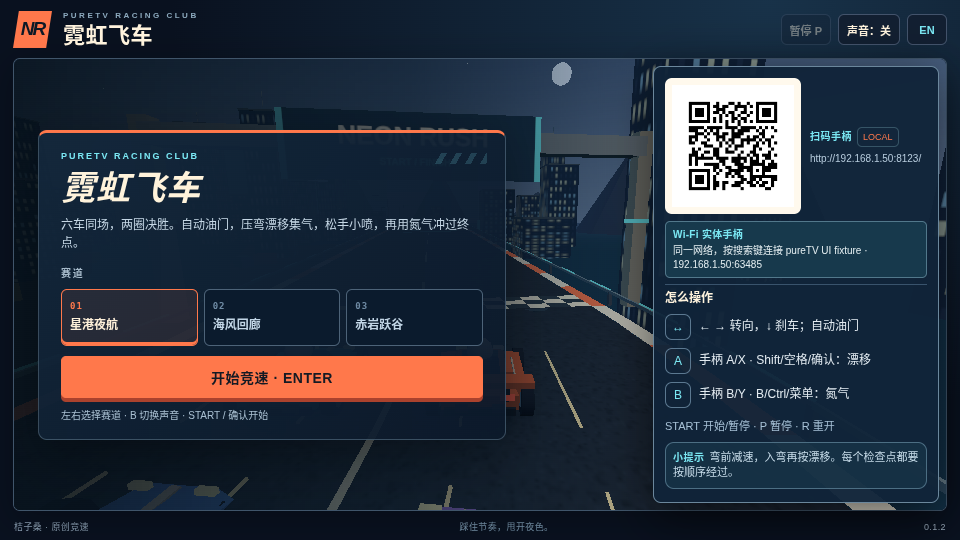 NR
PURETV RACING CLUB
霓虹飞车
暂停 P
声音：关
EN
NEON RUSH
PURETV RACING CLUB
霓虹飞车
六车同场，两圈决胜。自动油门，压弯漂移集气，松手小喷，再用氮气冲过终
点。
赛道
01
星港夜航
02
海风回廊
03
赤岩跃谷
开始竞速 · ENTER
左右选择赛道 · B 切换声音 · START / 确认开始
扫码手柄 LOCAL
http://192.168.1.50:8123/
Wi-Fi 实体手柄
同一网络，按搜索键连接 pureTV UI fixture ·
192.168.1.50:63485
怎么操作
↔ ← → 转向，↓ 刹车；自动油门
A 手柄 A/X · Shift/空格/确认：漂移
B 手柄 B/Y · B/Ctrl/菜单：氮气
START 开始/暂停 · P 暂停 · R 重开
小提示 弯前减速，入弯再按漂移。每个检查点都要
按顺序经过。
桔子桑 · 原创竞速
踩住节奏，甩开夜色。
0.1.2